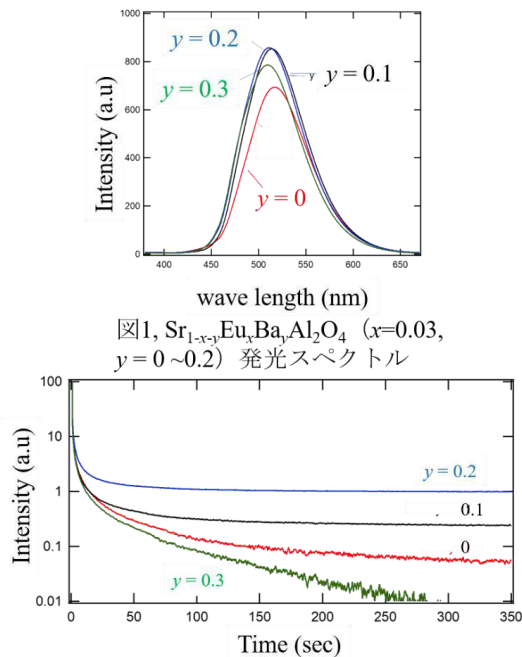 1000
y = 0.2
y = 0.1
y
800
y = 0.3
600
400
y = 0
200
0
400
450
500
550
600
650
Intensity (a.u)
wave length (nm)
図1, Sr1-x-yEuxBayAl2O4（x=0.03,
y = 0 ~0.2）発光スペクトル
100
10
y = 0.2
1
0.1
0
0.1
y = 0.3
0.01
0
50
100
150
200
250
300
350
Intensity (a.u)
Time (sec)